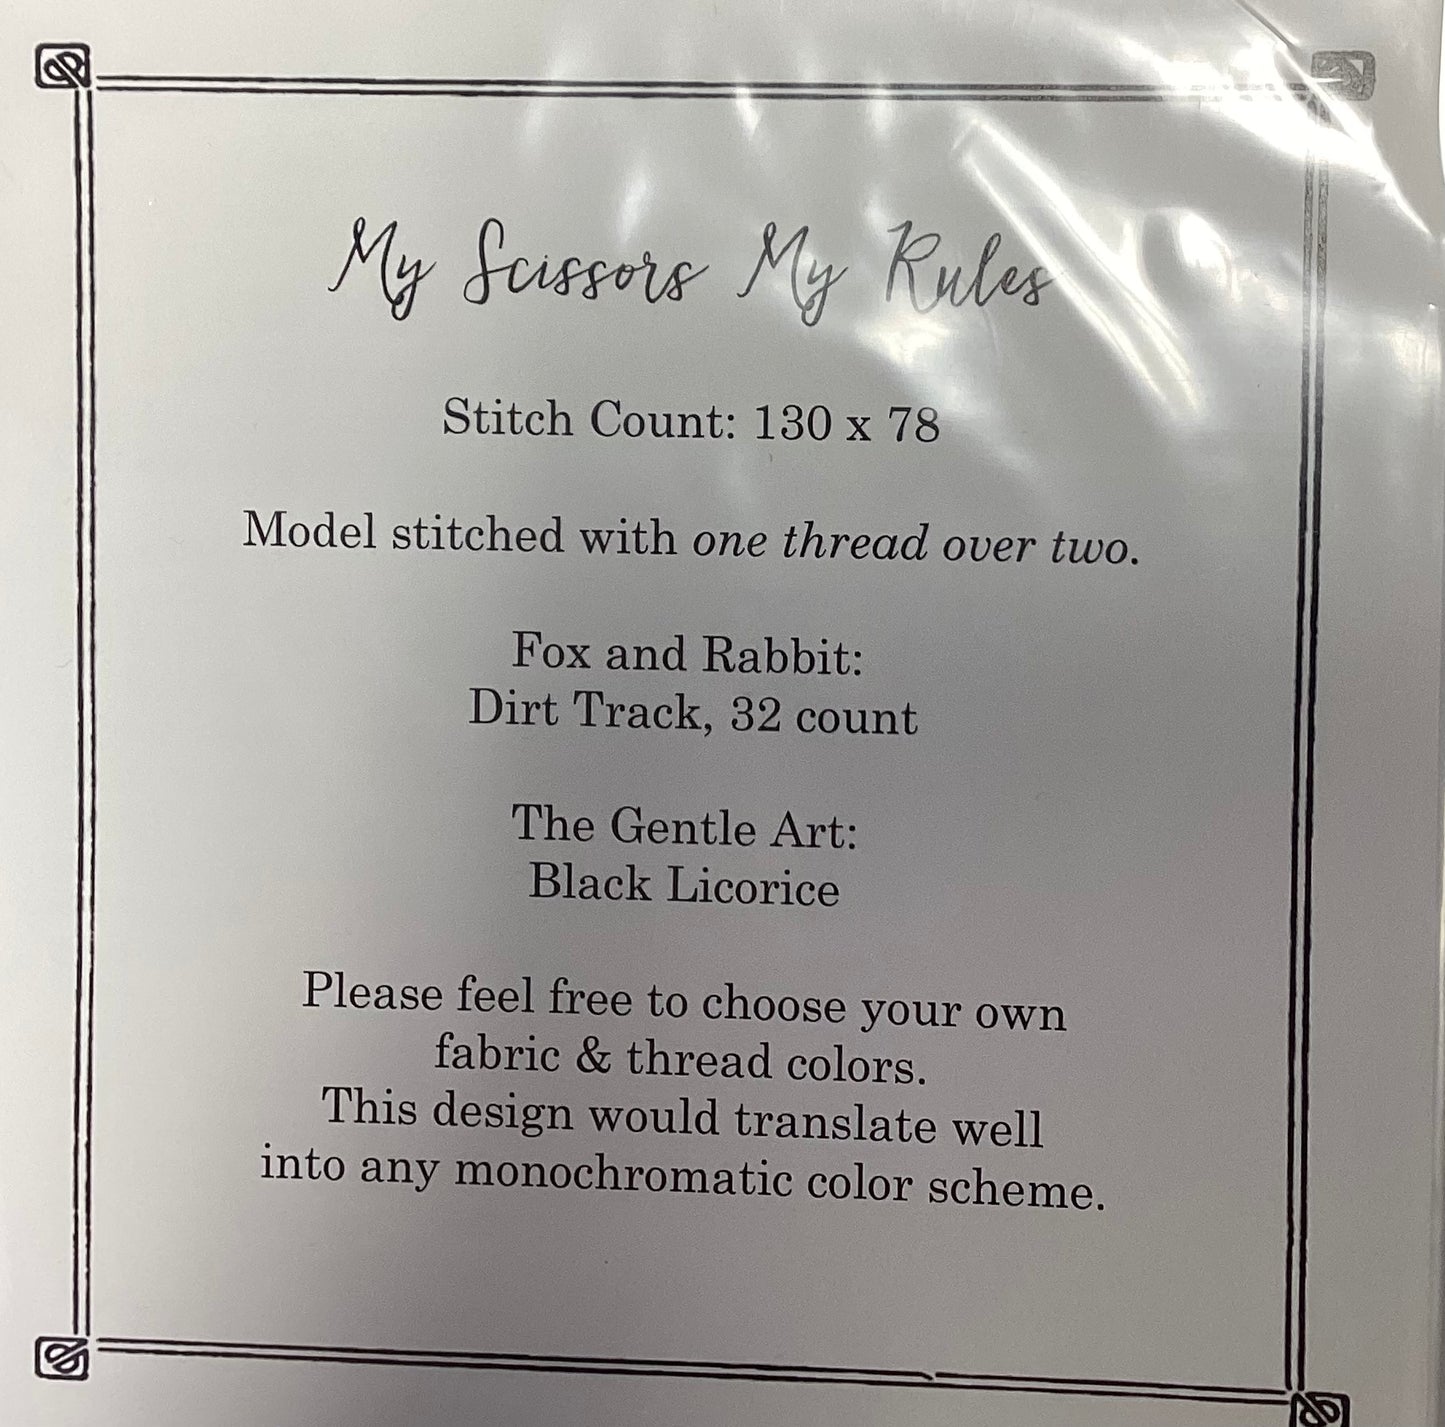 My Scissors My Rules
Stitch Count: 130 x 78
Model stitched with one thread over two.
Fox and Rabbit:
Dirt Track, 32 count
The Gentle Art:
Black Licorice
Please feel free to choose your own
fabric & thread colors.
This design would translate well
into any monochromatic color scheme.